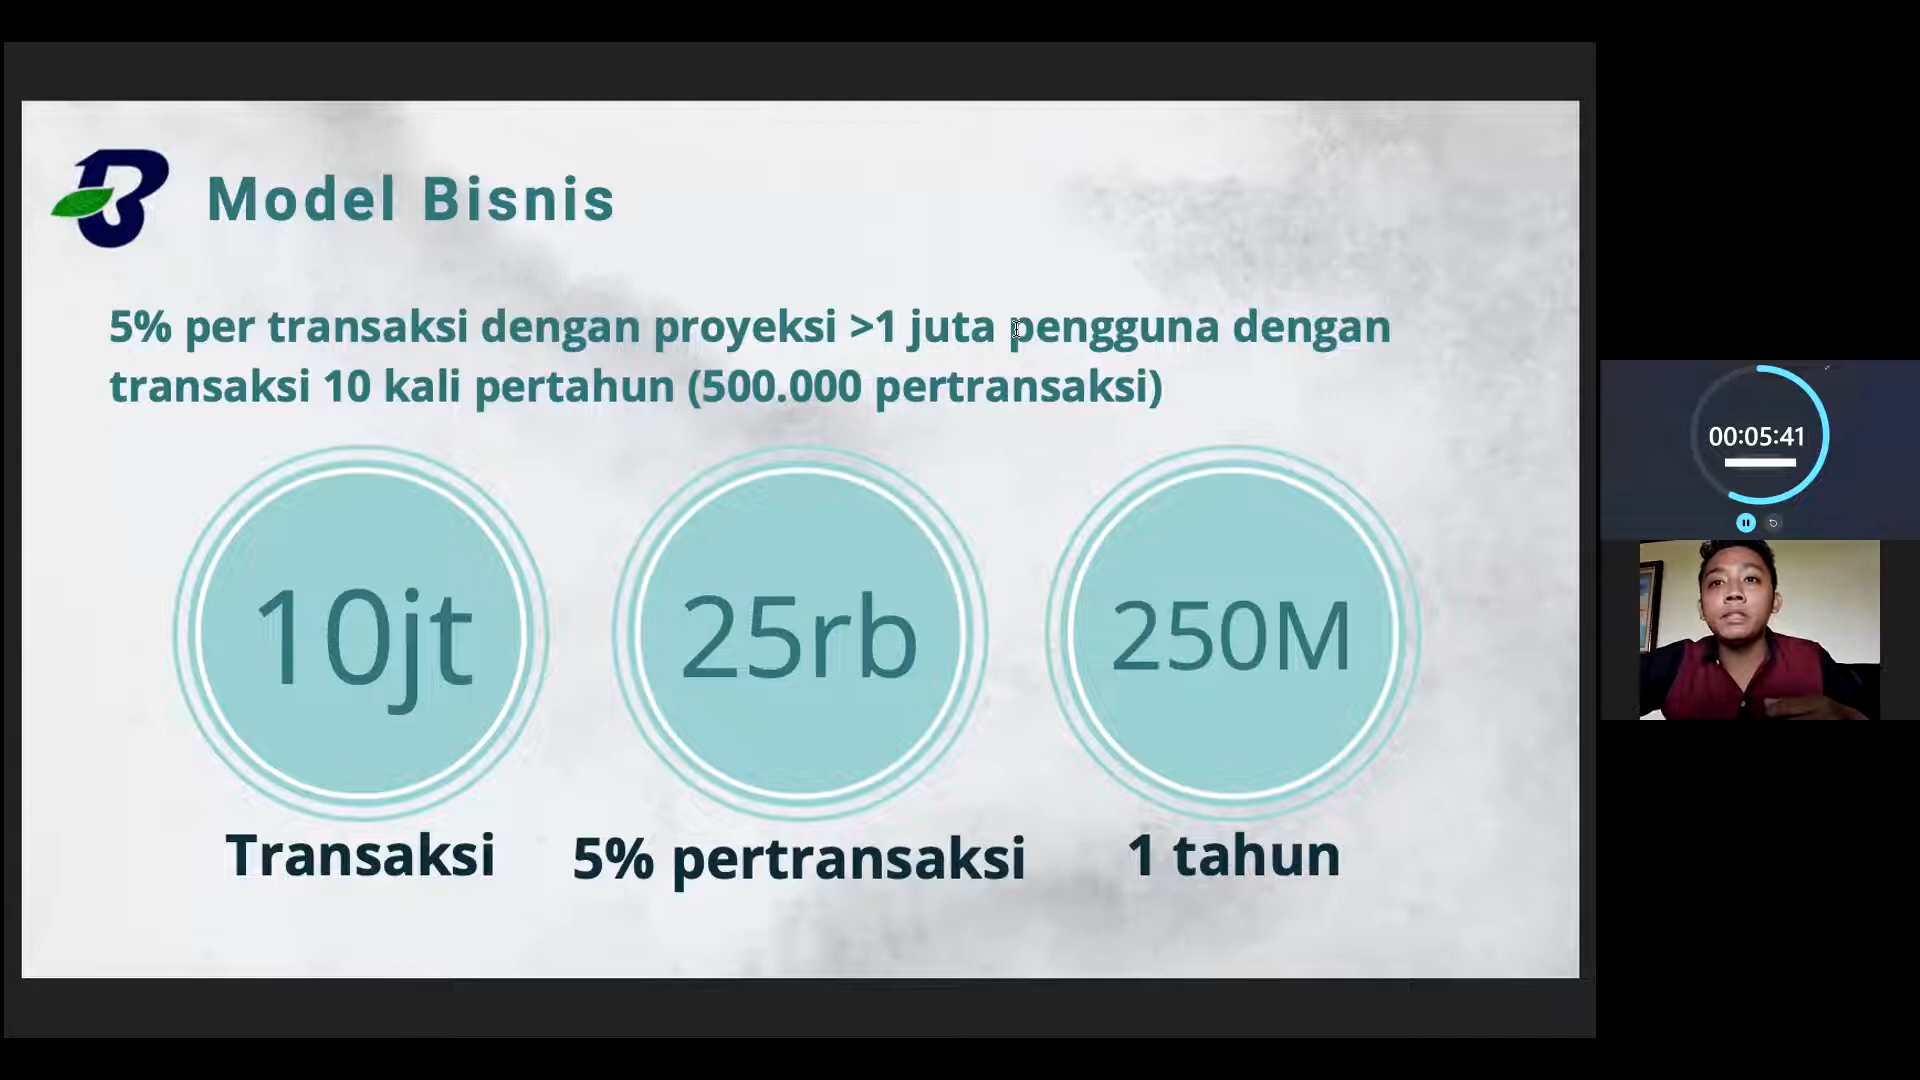 Model Bisnis
5% per transaksi dengan proyeksi >1 juta pengguna dengan
transaksi 10 kali pertahun (500.000 pertransaksi)
10jt
25rb
250M
Transaksi
5% pertransaksi
1 tahun
00:05:41